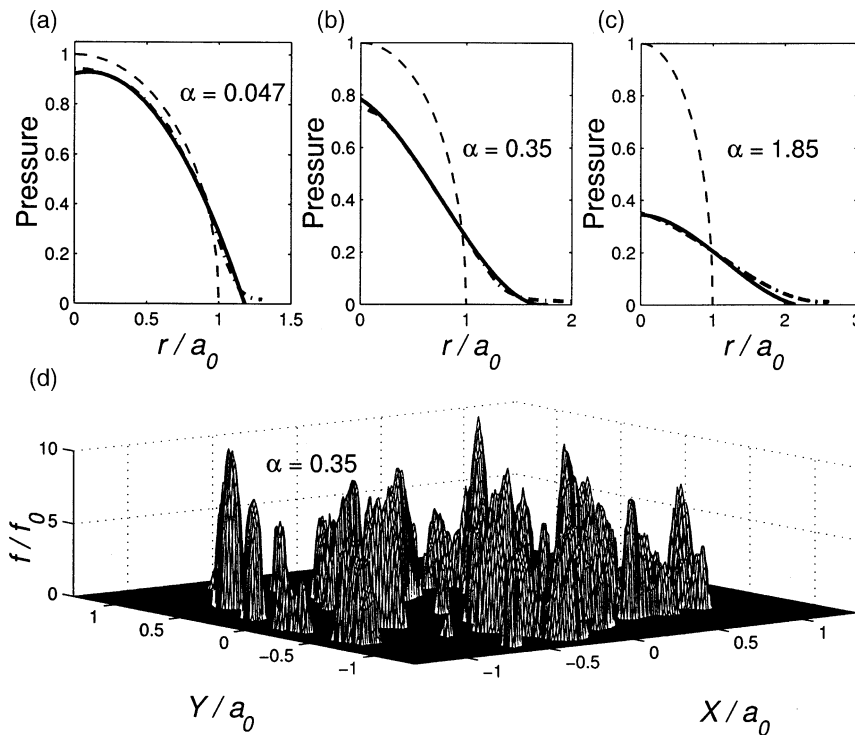 (a)
(b)
(c)
1
0.8
0.6
0.4
0.2
0
Pressure
α = 0.047
0
0.5
1
1.5
r / a0
1
0.8
0.6
0.4
0.2
0
Pressure
α = 0.35
0
1
2
r / a0
1
0.8
0.6
0.4
0.2
0
Pressure
α = 1.85
0
1
2
3
r / a0
(d)
10
5
0
f / f0
α = 0.35
1
0.5
0
−0.5
−1
Y / a0
−1
−0.5
0
0.5
1
X / a0